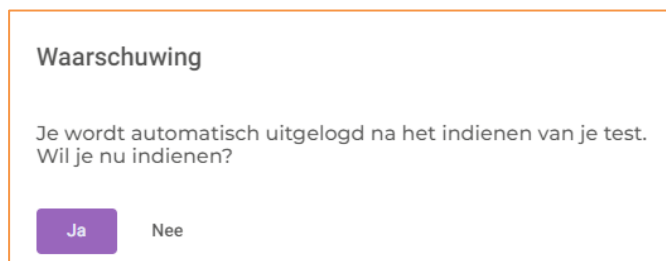 Waarschuwing
Je wordt automatisch uitgelogd na het indienen van je test.
Wil je nu indienen?
Ja Nee